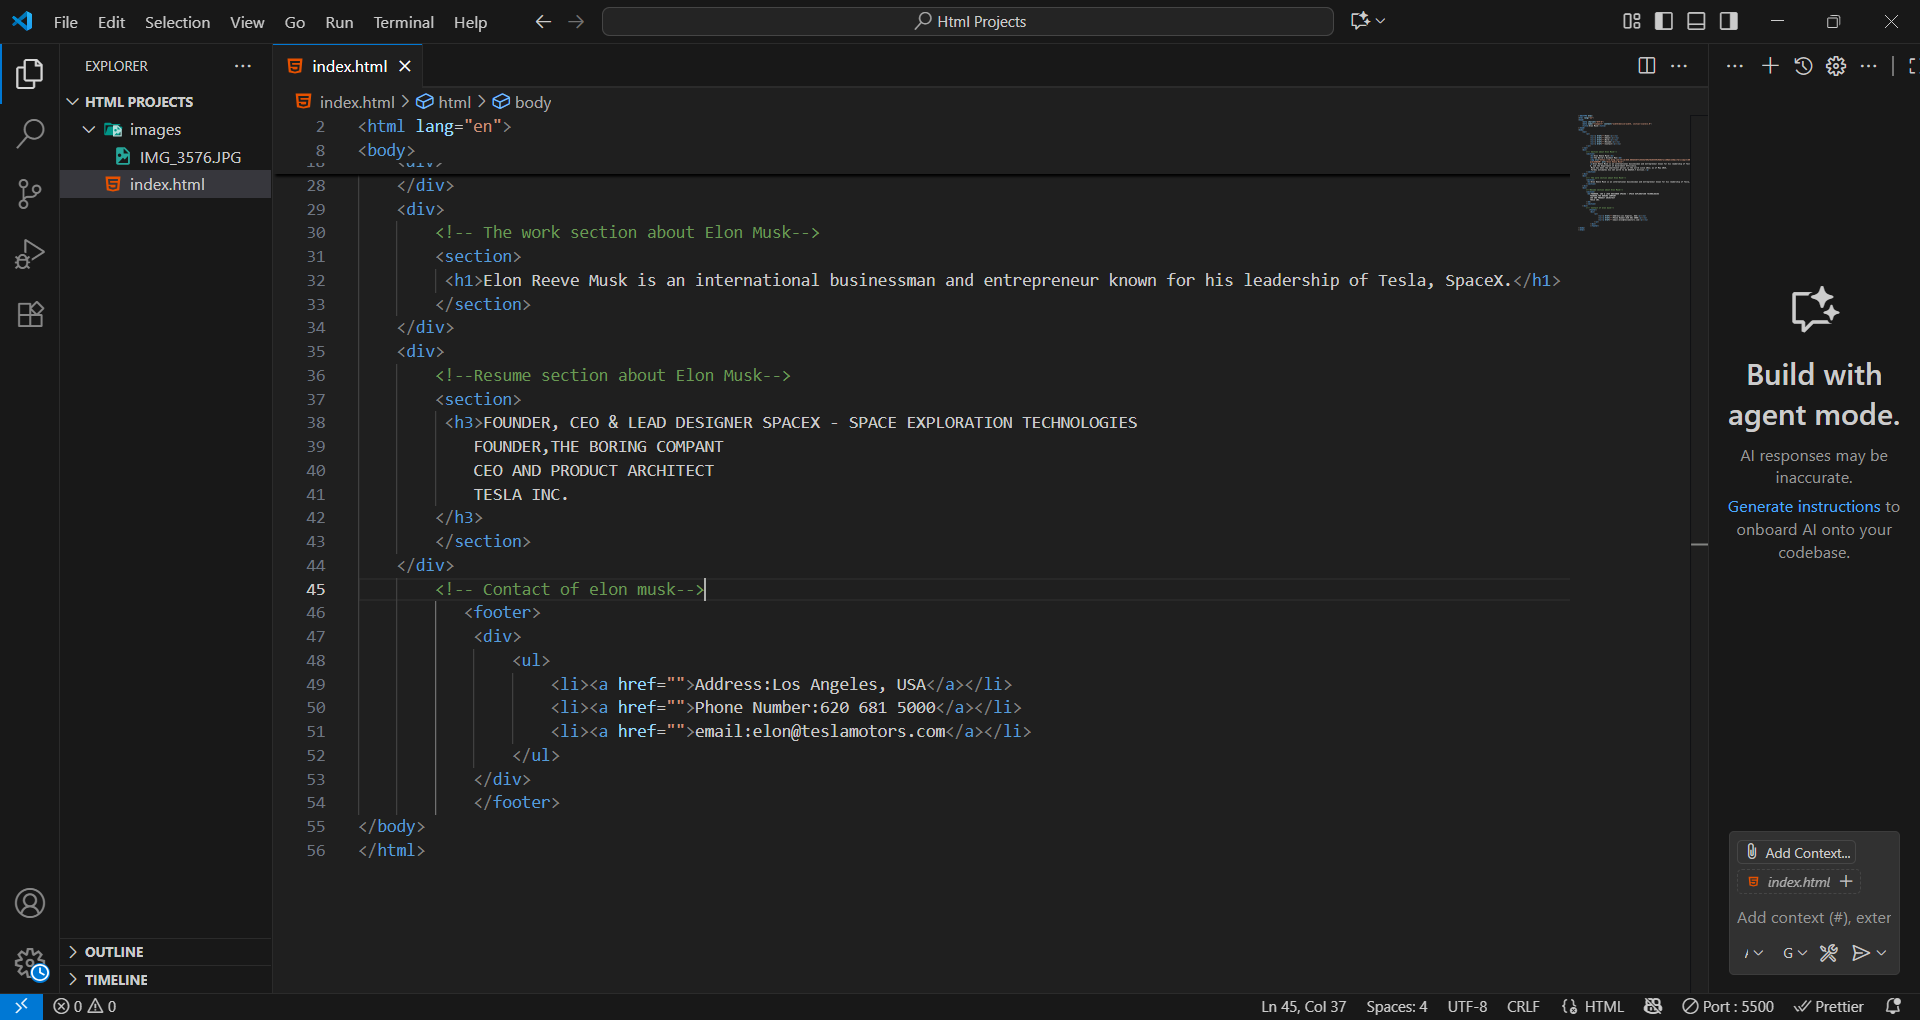 File Edit Selection View Go Run Terminal Help
Html Projects
EXPLORER
HTML PROJECTS
images
IMG_3576.JPG
index.html
OUTLINE
TIMELINE
index.html
index.html > html > body
2 <html lang="en">
8 <body>
28 </div>
29 <div>
30 <!-- The work section about Elon Musk-->
31 <section>
32 <h1>Elon Reeve Musk is an international businessman and entrepreneur known for his leadership of Tesla, SpaceX.</h1>
33 </section>
34 </div>
35 <div>
36 <!--Resume section about Elon Musk-->
37 <section>
38 <h3>FOUNDER, CEO & LEAD DESIGNER SPACEX - SPACE EXPLORATION TECHNOLOGIES
39 FOUNDER,THE BORING COMPANT
40 CEO AND PRODUCT ARCHITECT
41 TESLA INC.
42 </h3>
43 </section>
44 </div>
45 <!-- Contact of elon musk-->
46 <footer>
47 <div>
48 <ul>
49 <li><a href="">Address:Los Angeles, USA</a></li>
50 <li><a href="">Phone Number:620 681 5000</a></li>
51 <li><a href="">email:elon@teslamotors.com</a></li>
52 </ul>
53 </div>
54 </footer>
55 </body>
56 </html>
Build with
agent mode.
AI responses may be
inaccurate.
Generate instructions to
onboard AI onto your
codebase.
Add Context...
index.html
Add context (#), exter
G
0 0
Ln 45, Col 37 Spaces: 4 UTF-8 CRLF HTML Port : 5500 Prettier